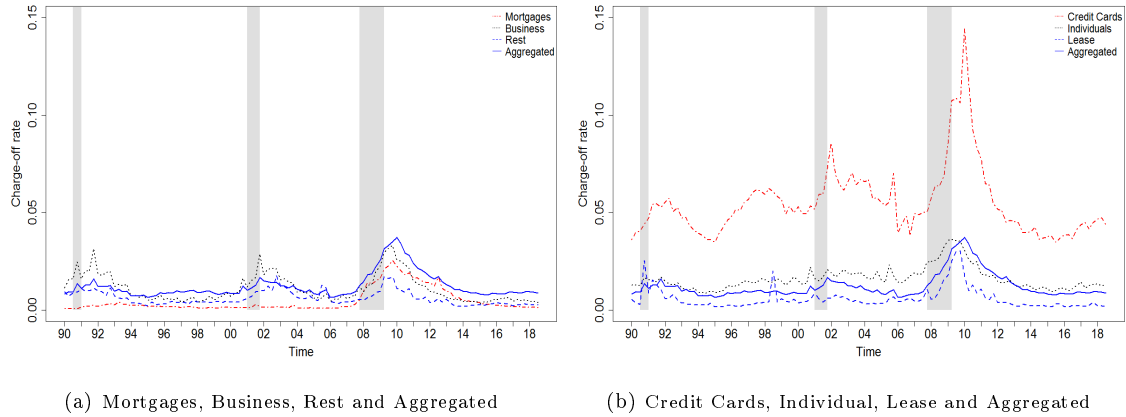 0.15
0.10
0.05
0.00
Charge-off rate
Mortgages
Business
Rest
Aggregated
90 92 94 96 98 00 02 04 06 08 10 12 14 16 18
Time
(a) Mortgages, Business, Rest and Aggregated
0.15
0.10
0.05
0.00
Charge-off rate
Credit Cards
Individuals
Lease
Aggregated
90 92 94 96 98 00 02 04 06 08 10 12 14 16 18
Time
(b) Credit Cards, Individual, Lease and Aggregated